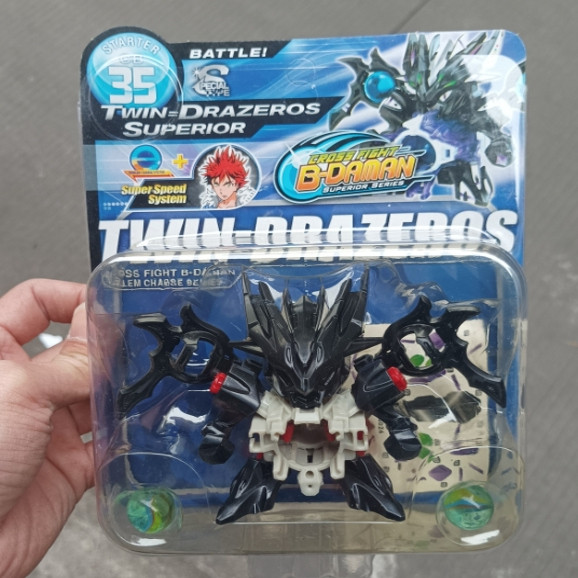 STARTER
35
BATTLE!
SPECIAL
TYPE
TWIN=DRAZEROS
SUPERIOR
Super Speed
System
CROSS FIGHT
B-DAMAN
SUPERIOR SERIES
TWIN=DRAZEROS
CROSS FIGHT B-DAMAN